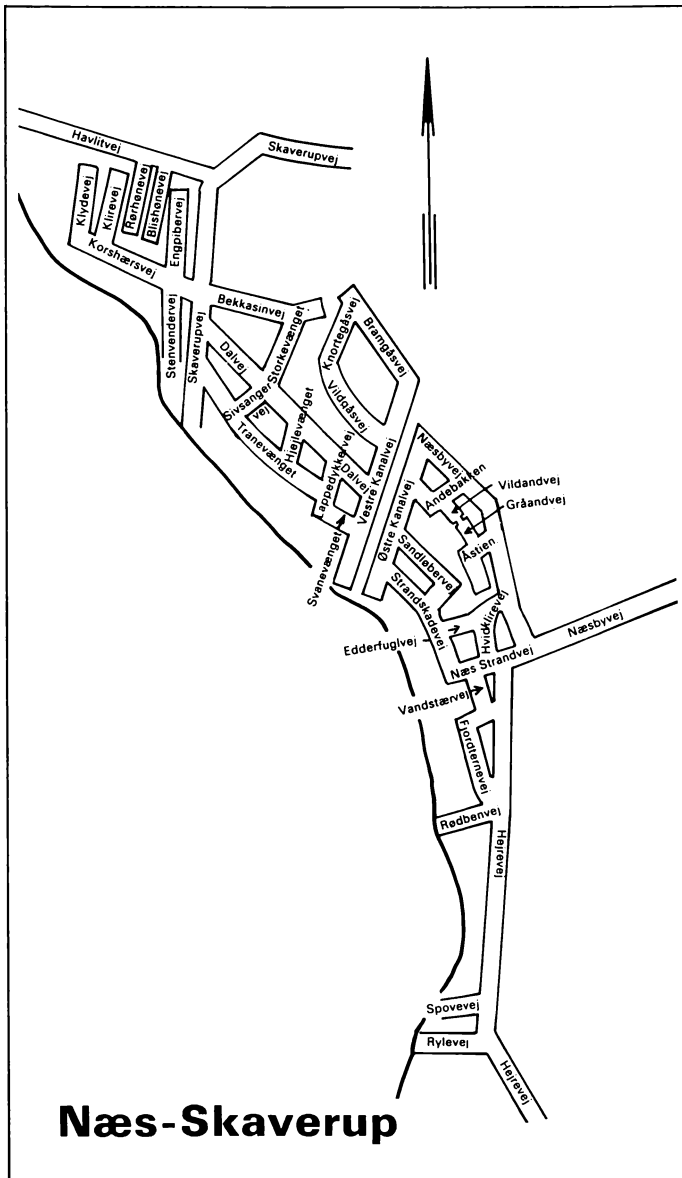 Havlitvej
Skaverupvej
Klydevej
Klirevej
Rørhønevej
Blishønevej
Engpibervej
Korshærsvej
Bekkasinvej
Stenvendervej
Skaverupvej
Dalvej
Storkevænget
Knortegåsvej
Bramgåsvej
Vildgåsvej
Sivsanger
vej
Tranevænget
Hjejlevænget
Lappedykkervej
Dalvej
Vestre Kanalvej
Østre Kanalvej
Næsbyvej
Andebakken
Vildandvej
Gråandvej
Åstien
Svanevænget
Sandløbervej
Strandskadevej
Edderfuglvej
Hvidklirevej
Næsbyvej
Næs Strandvej
Vandstærvej
Fjordternevej
Rødbenvej
Hejrevej
Spovevej
Rylevej
Hejrevej
Næs-Skaverup